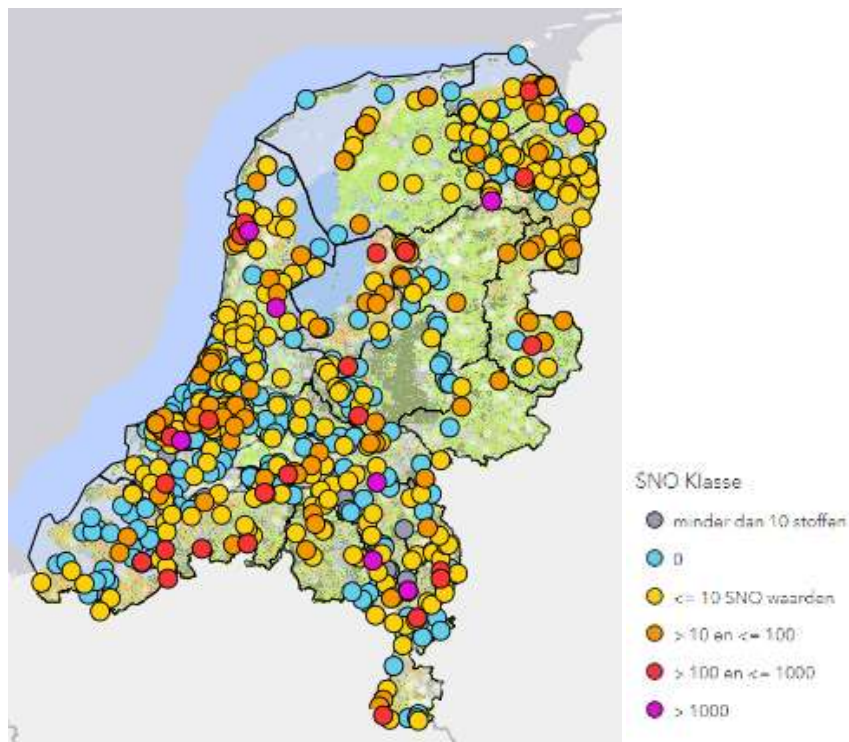 SNO Klasse
minder dan 10 stoffen
0
<= 10 SNO waarden
> 10 en <= 100
> 100 en <= 1000
> 1000